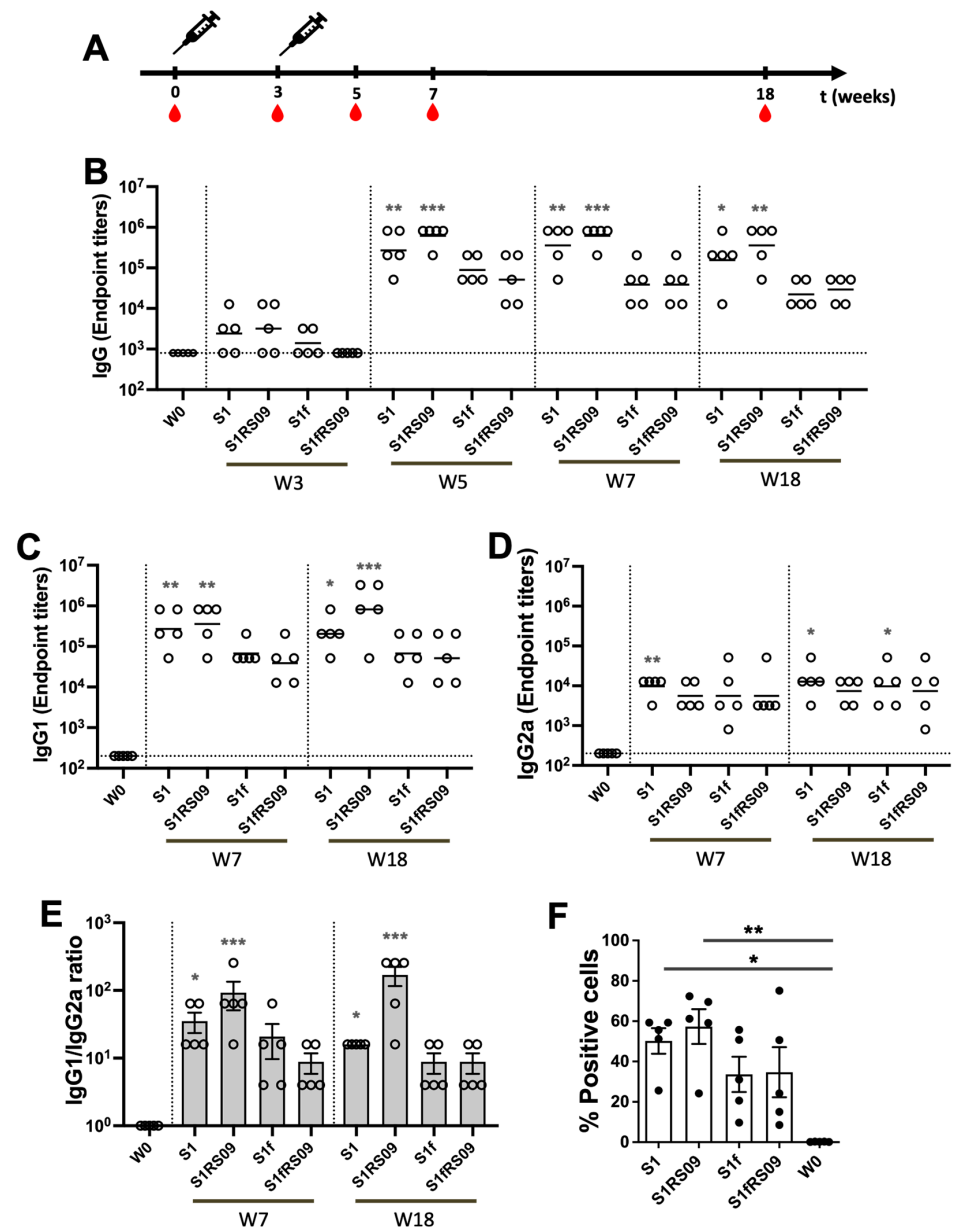 A
0 3 5 7 18 t (weeks)
B
IgG (Endpoint titers)
10⁷
10⁶
10⁵
10⁴
10³
10²
** *** ** *** * **
W0 S1 S1RS09 S1f S1fRS09 S1 S1RS09 S1f S1fRS09 S1 S1RS09 S1f S1fRS09 S1 S1RS09 S1f S1fRS09
W3 W5 W7 W18
C
IgG1 (Endpoint titers)
10⁷
10⁶
10⁵
10⁴
10³
10²
** ** * ***
W0 S1 S1RS09 S1f S1fRS09 S1 S1RS09 S1f S1fRS09
W7 W18
D
IgG2a (Endpoint titers)
10⁷
10⁶
10⁵
10⁴
10³
10²
** * *
W0 S1 S1RS09 S1f S1fRS09 S1 S1RS09 S1f S1fRS09
W7 W18
E
IgG1/IgG2a ratio
10³
10²
10¹
10⁰
* *** * ***
W0 S1 S1RS09 S1f S1fRS09 S1 S1RS09 S1f S1fRS09
W7 W18
F
% Positive cells
100
80
60
40
20
0
**
*
S1 S1RS09 S1f S1fRS09 W0